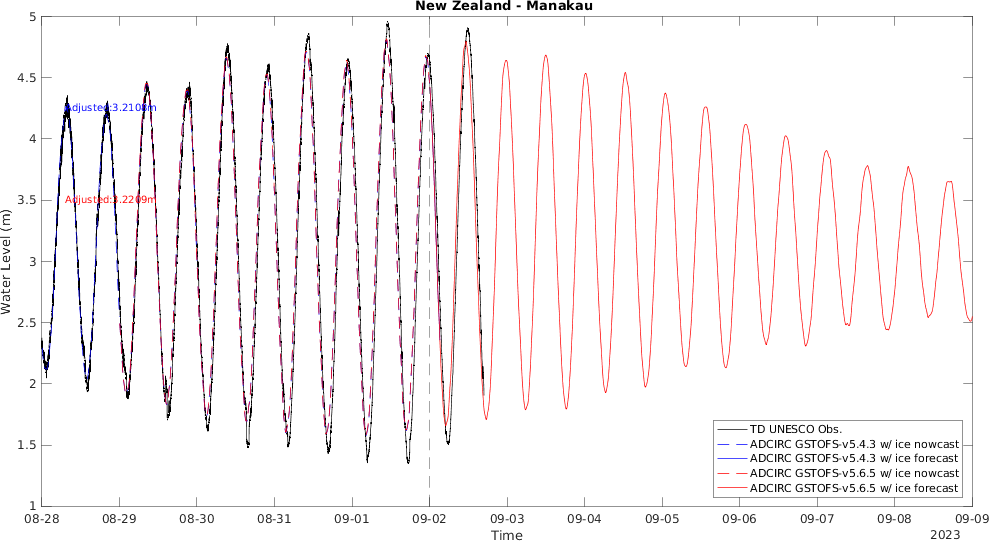 New Zealand - Manakau
5
4.5
4
3.5
3
2.5
2
1.5
1
Water Level (m)
Adjusted:3.2108m
Adjusted:3.2209m
TD UNESCO Obs.
ADCIRC GSTOFS-v5.4.3 w/ ice nowcast
ADCIRC GSTOFS-v5.4.3 w/ ice forecast
ADCIRC GSTOFS-v5.6.5 w/ ice nowcast
ADCIRC GSTOFS-v5.6.5 w/ ice forecast
08-28 08-29 08-30 08-31 09-01 09-02 09-03 09-04 09-05 09-06 09-07 09-08 09-09
Time
2023